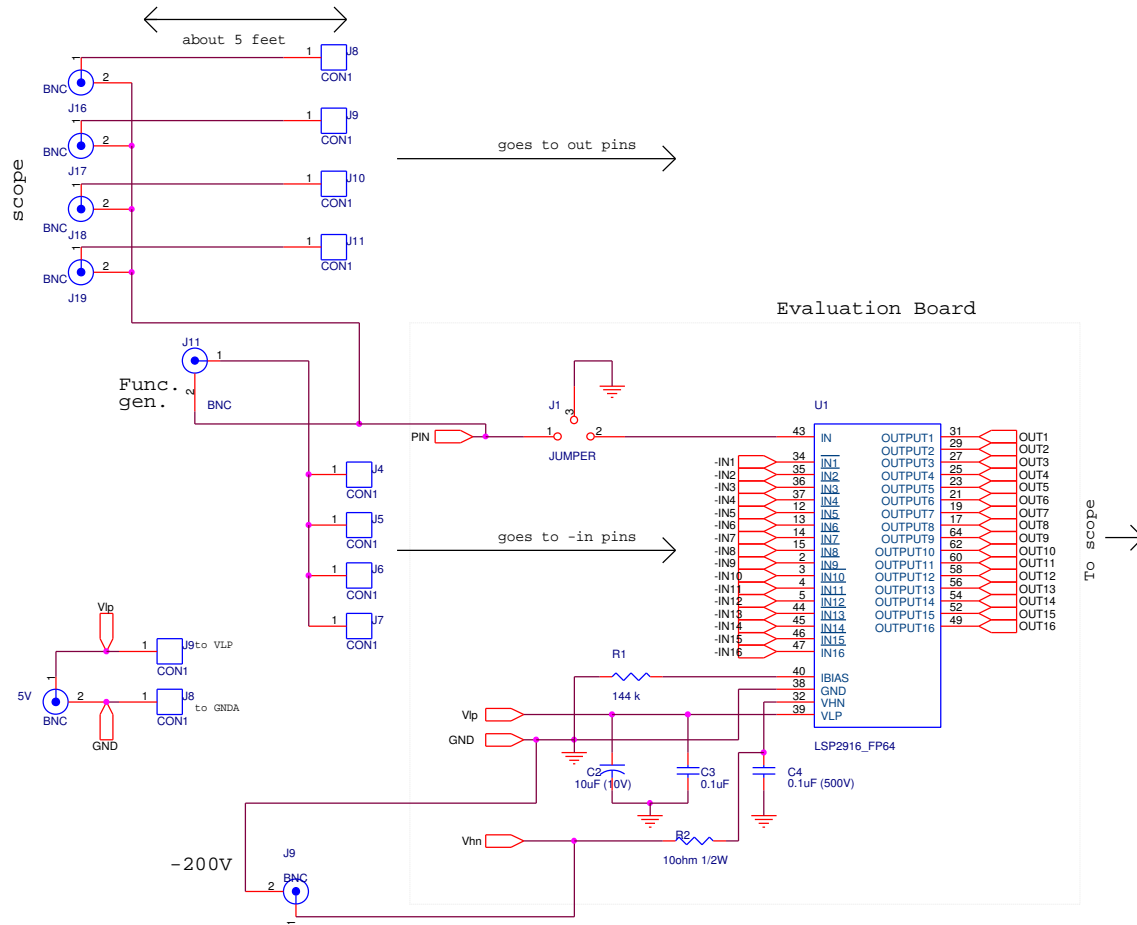 about 5 feet
1
2
BNC
J16
1
J8
CON1
1
2
BNC
J17
1
J9
CON1
1
2
BNC
J18
1
J10
CON1
1
2
BNC
J19
1
J11
CON1
scope
goes to out pins
Evaluation Board
J11
1
2
BNC
Func.
gen.
PIN
J1
1
2
3
JUMPER
1
J4
CON1
1
J5
CON1
1
J6
CON1
1
J7
CON1
goes to -in pins
U1
43 IN
34 IN1
35 IN2
36 IN3
37 IN4
12 IN5
13 IN6
14 IN7
15 IN8
2 IN9
3 IN10
4 IN11
5 IN12
44 IN13
45 IN14
46 IN15
47 IN16
40 IBIAS
38 GND
32 VHN
39 VLP
-IN1
-IN2
-IN3
-IN4
-IN5
-IN6
-IN7
-IN8
-IN9
-IN10
-IN11
-IN12
-IN13
-IN14
-IN15
-IN16
OUTPUT1 31 OUT1
OUTPUT2 29 OUT2
OUTPUT3 27 OUT3
OUTPUT4 25 OUT4
OUTPUT5 23 OUT5
OUTPUT6 21 OUT6
OUTPUT7 19 OUT7
OUTPUT8 17 OUT8
OUTPUT9 64 OUT9
OUTPUT10 62 OUT10
OUTPUT11 60 OUT11
OUTPUT12 58 OUT12
OUTPUT13 56 OUT13
OUTPUT14 54 OUT14
OUTPUT15 52 OUT15
OUTPUT16 49 OUT16
To scope
LSP2916_FP64
Vlp
1
J9
to VLP
CON1
5V
1
2
BNC
1
J8
to GNDA
CON1
GND
R1
144 k
Vlp
GND
C2
10uF (10V)
C3
0.1uF
C4
0.1uF (500V)
Vhn
R2
10ohm 1/2W
-200V
J9
BNC
2
1